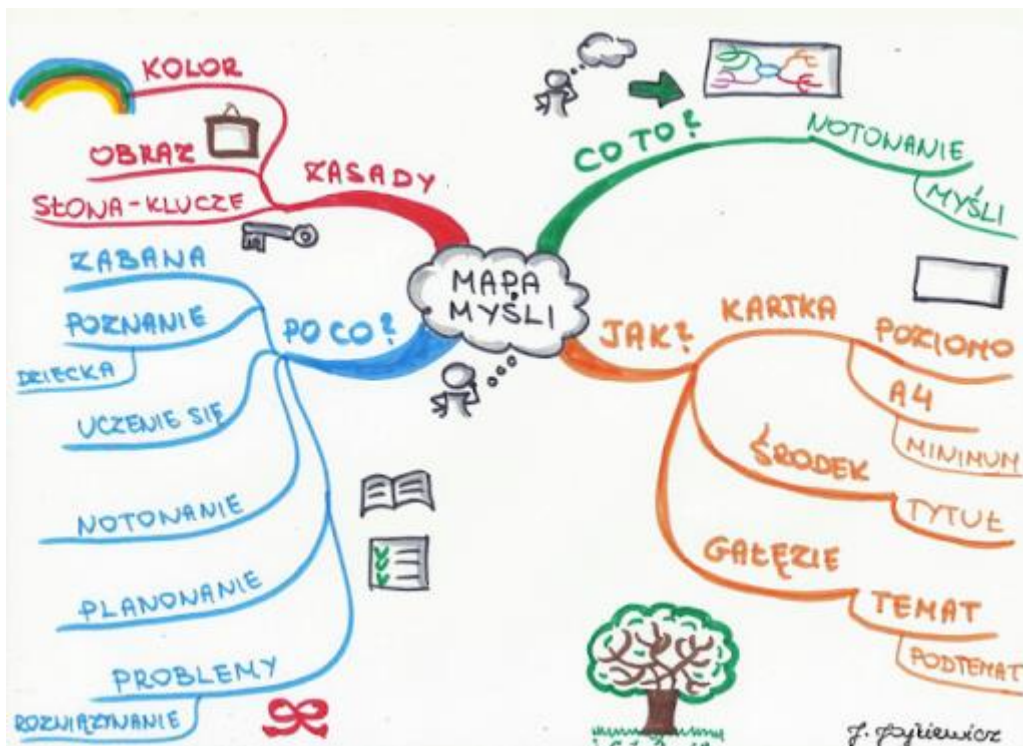 MAPA
MYŚLI
CO TO?
NOTOWANIE
MYŚLI
JAK?
KARTKA
POZIOMO
A4
MINIMUM
ŚRODEK
TYTUŁ
GAŁĘZIE
TEMAT
PODTEMAT
PO CO?
ZABAWA
POZNANIE
DZIECKA
UCZENIE SIĘ
NOTOWANIE
PLANOWANIE
PROBLEMY
ROZWIĄZYWANIE
ZASADY
KOLOR
OBRAZ
SŁOWA-KLUCZE